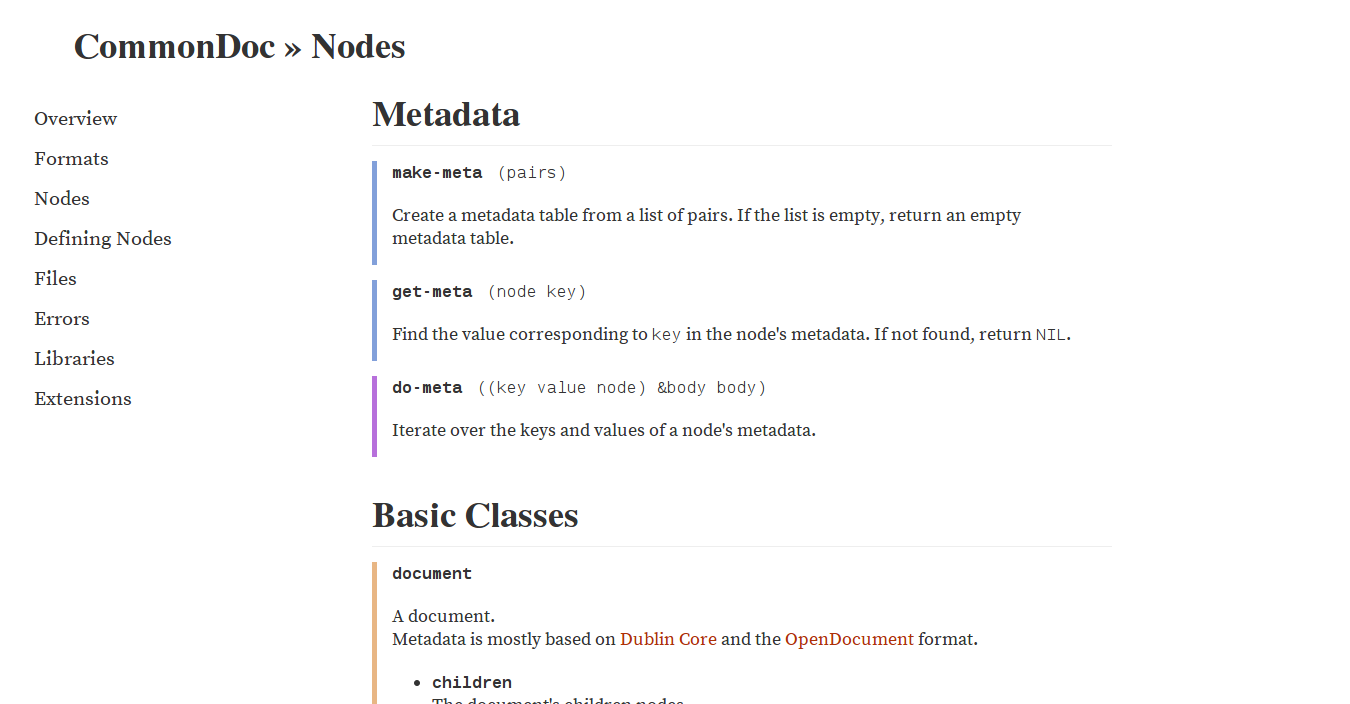 CommonDoc » Nodes
Overview
Formats
Nodes
Defining Nodes
Files
Errors
Libraries
Extensions
Metadata
make-meta (pairs)
Create a metadata table from a list of pairs. If the list is empty, return an empty
metadata table.
get-meta (node key)
Find the value corresponding to key in the node's metadata. If not found, return NIL.
do-meta ((key value node) &body body)
Iterate over the keys and values of a node's metadata.
Basic Classes
document
A document.
Metadata is mostly based on Dublin Core and the OpenDocument format.
• children
The document's children nodes.